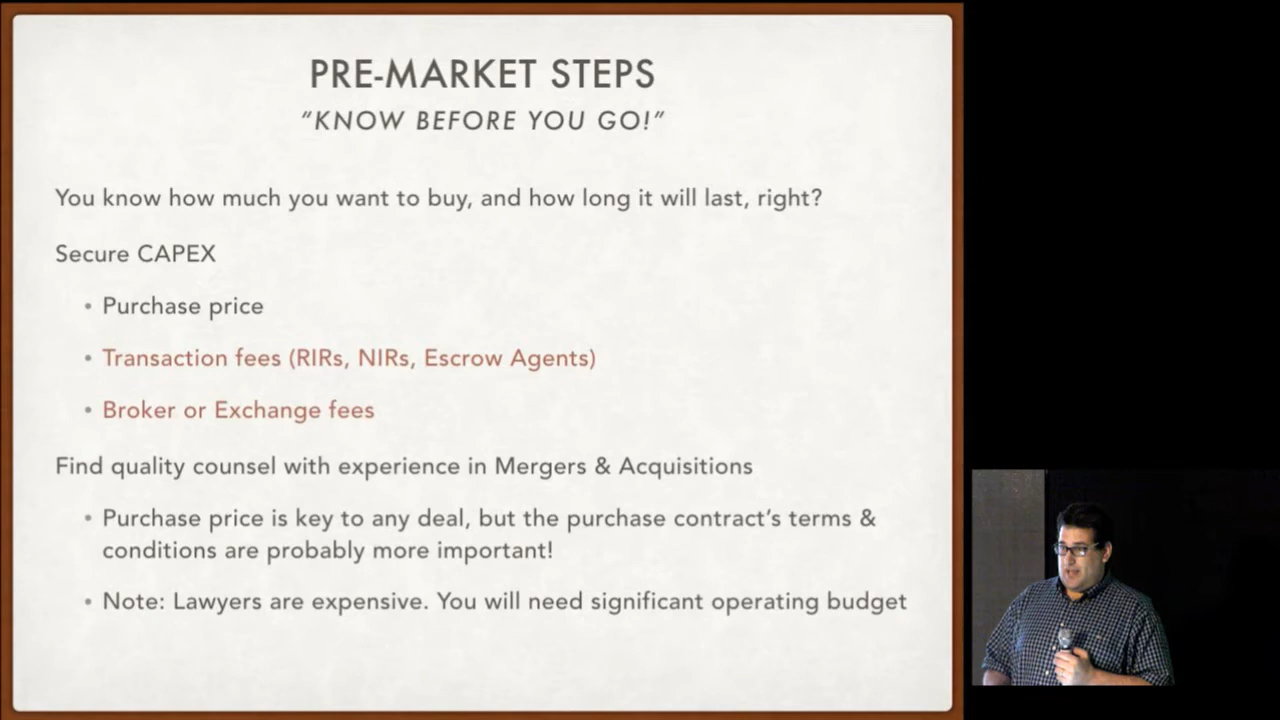 PRE-MARKET STEPS
“KNOW BEFORE YOU GO!”
You know how much you want to buy, and how long it will last, right?
Secure CAPEX
• Purchase price
• Transaction fees (RIRs, NIRs, Escrow Agents)
• Broker or Exchange fees
Find quality counsel with experience in Mergers & Acquisitions
• Purchase price is key to any deal, but the purchase contract’s terms &
conditions are probably more important!
• Note: Lawyers are expensive. You will need significant operating budget